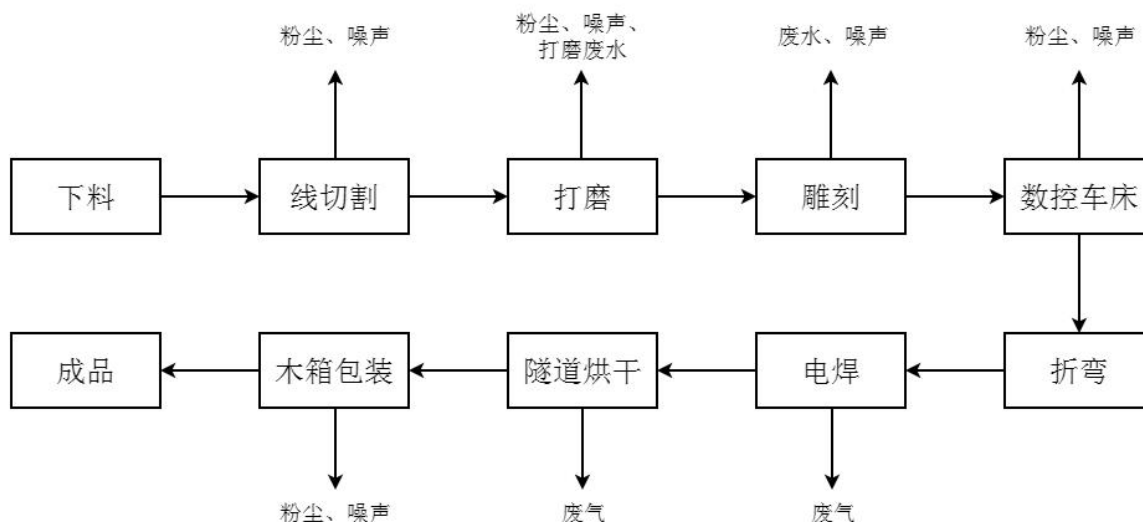 粉尘、噪声
粉尘、噪声、
打磨废水
废水、噪声
粉尘、噪声
下料
线切割
打磨
雕刻
数控车床
成品
木箱包装
隧道烘干
电焊
折弯
粉尘、噪声
废气
废气